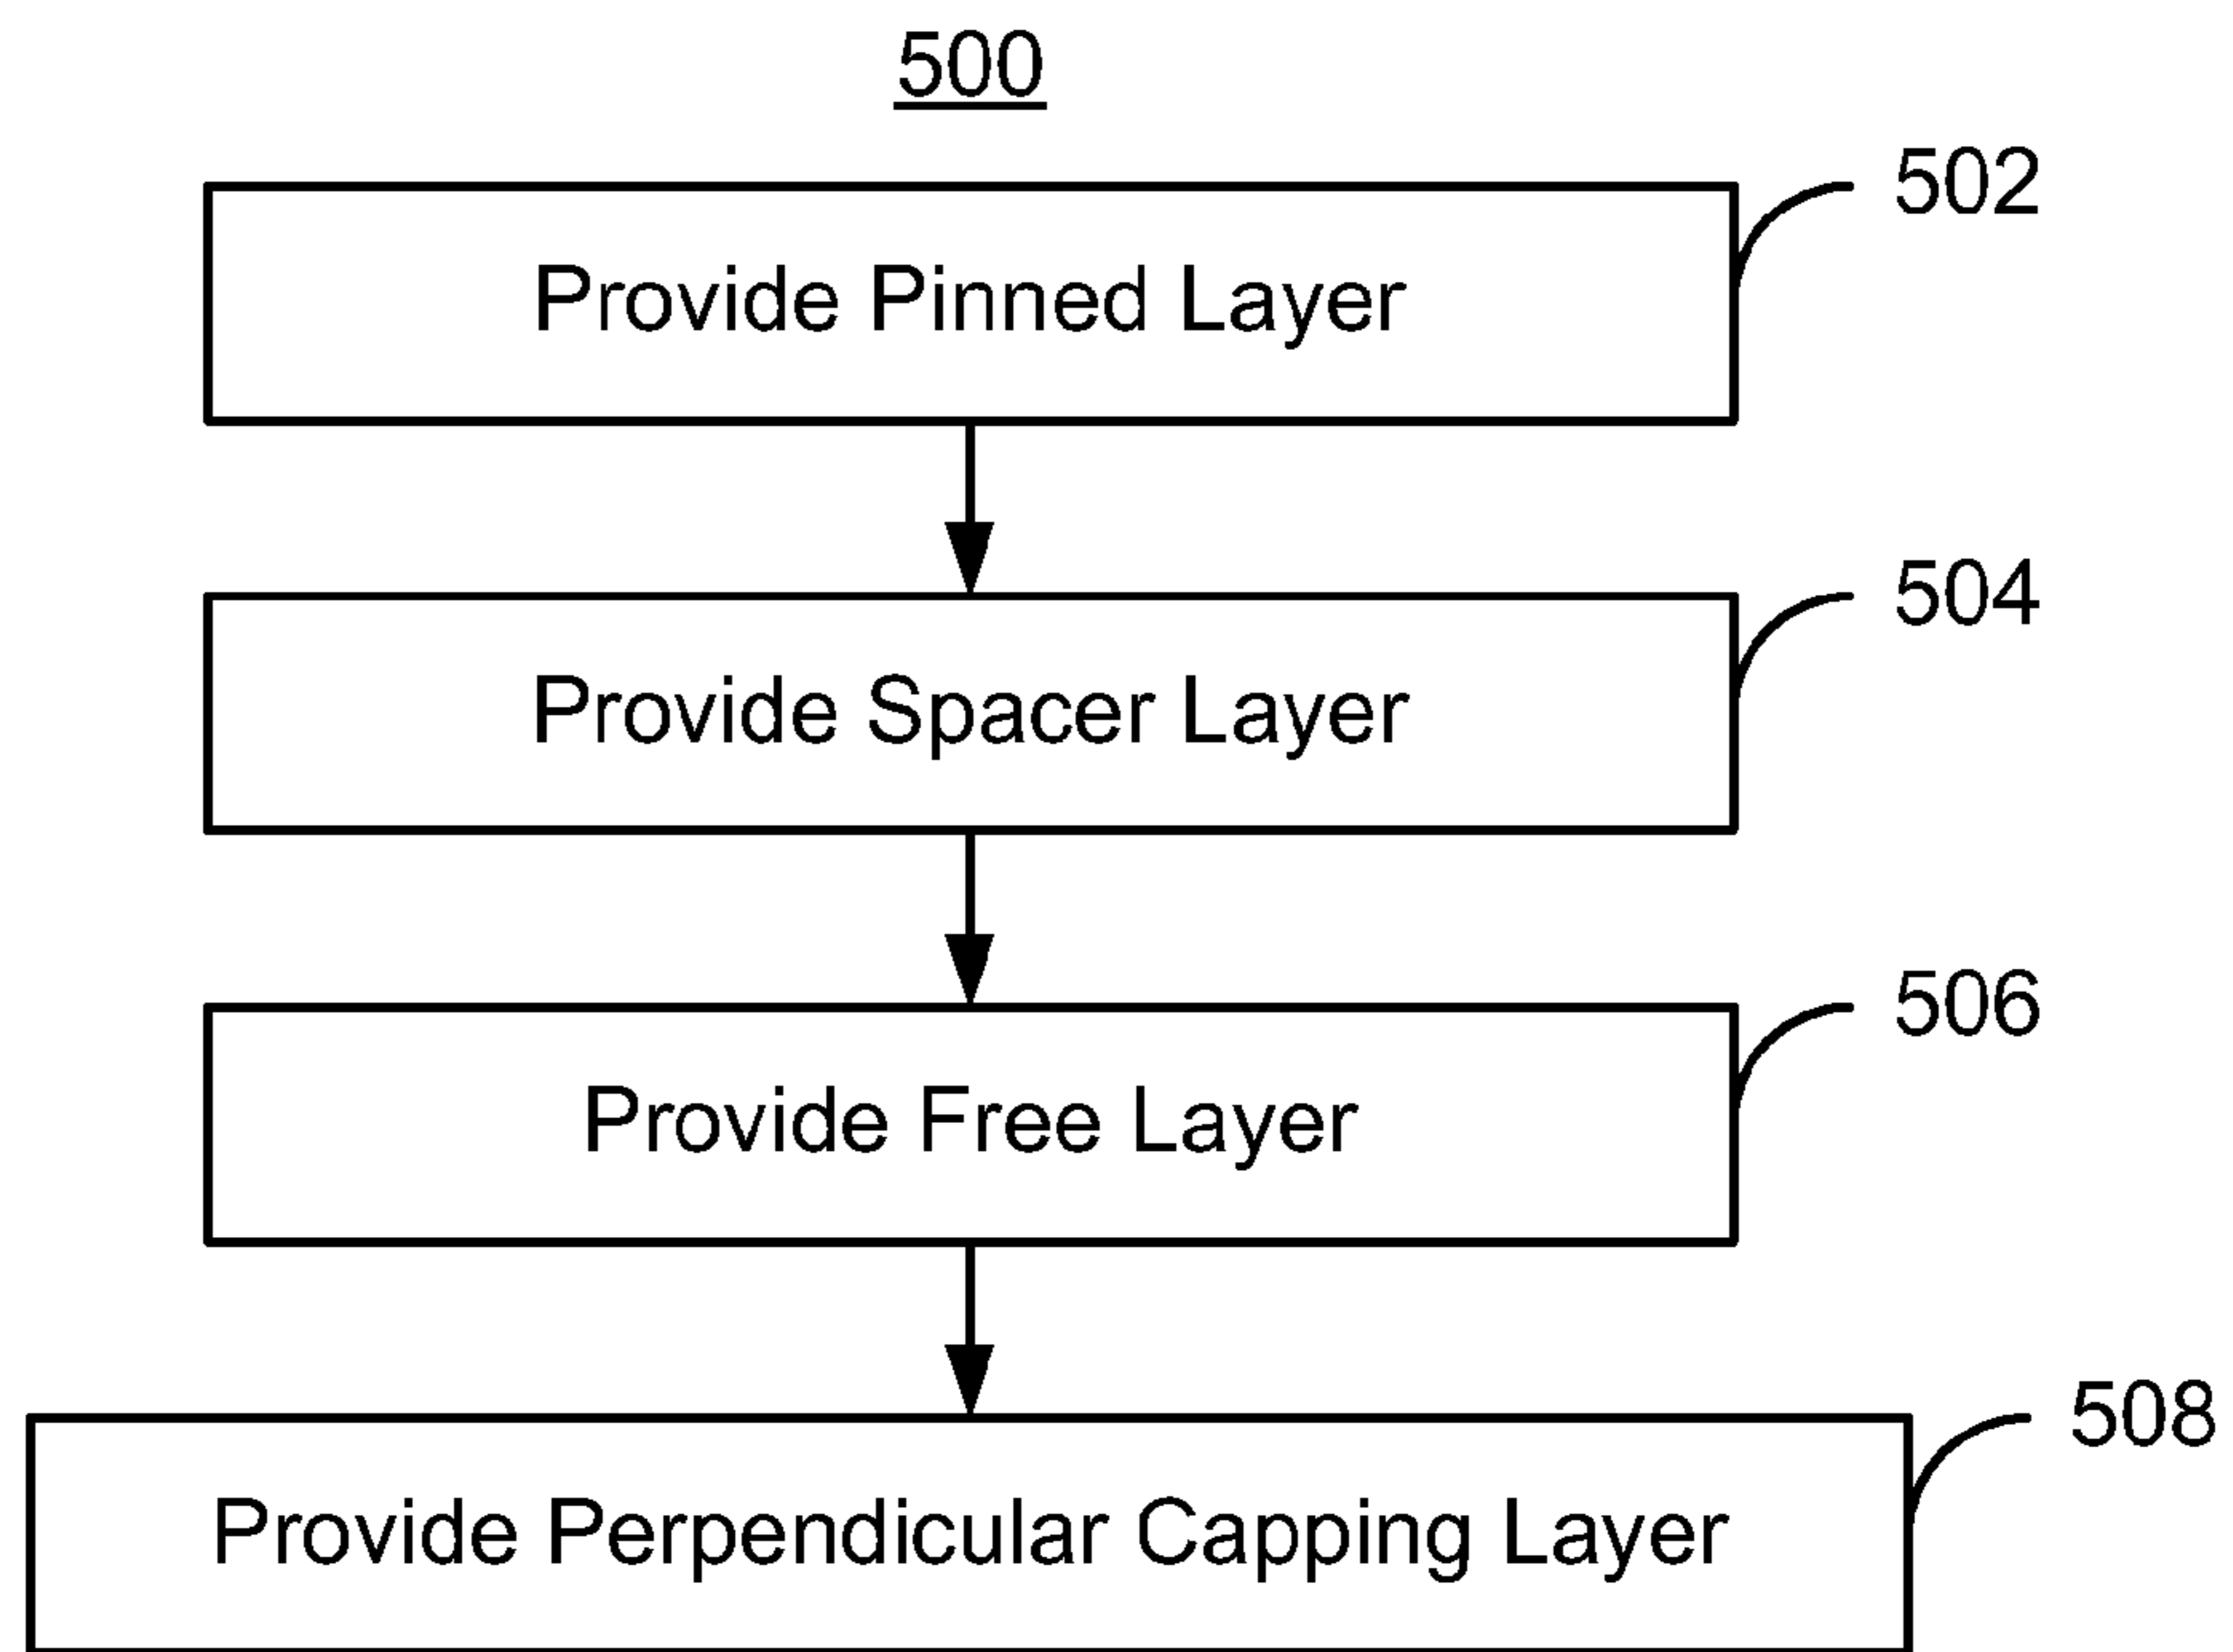 500
502
Provide Pinned Layer
504
Provide Spacer Layer
506
Provide Free Layer
508
Provide Perpendicular Capping Layer